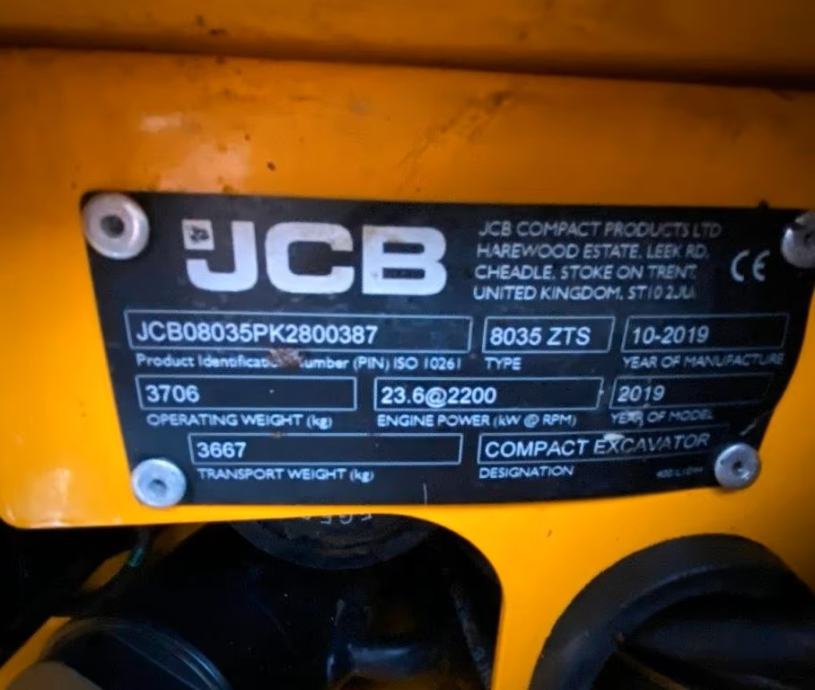 JCB
JCB COMPACT PRODUCTS LTD
HAREWOOD ESTATE, LEEK RD,
CHEADLE, STOKE ON TRENT,
UNITED KINGDOM, ST10 2JU
CE
JCB08035PK2800387
Product Identification Number (PIN) ISO 10261
8035 ZTS
TYPE
10-2019
YEAR OF MANUFACTURE
3706
OPERATING WEIGHT (kg)
23.6@2200
ENGINE POWER (kW @ RPM)
2019
YEAR OF MODEL
3667
TRANSPORT WEIGHT (kg)
COMPACT EXCAVATOR
DESIGNATION